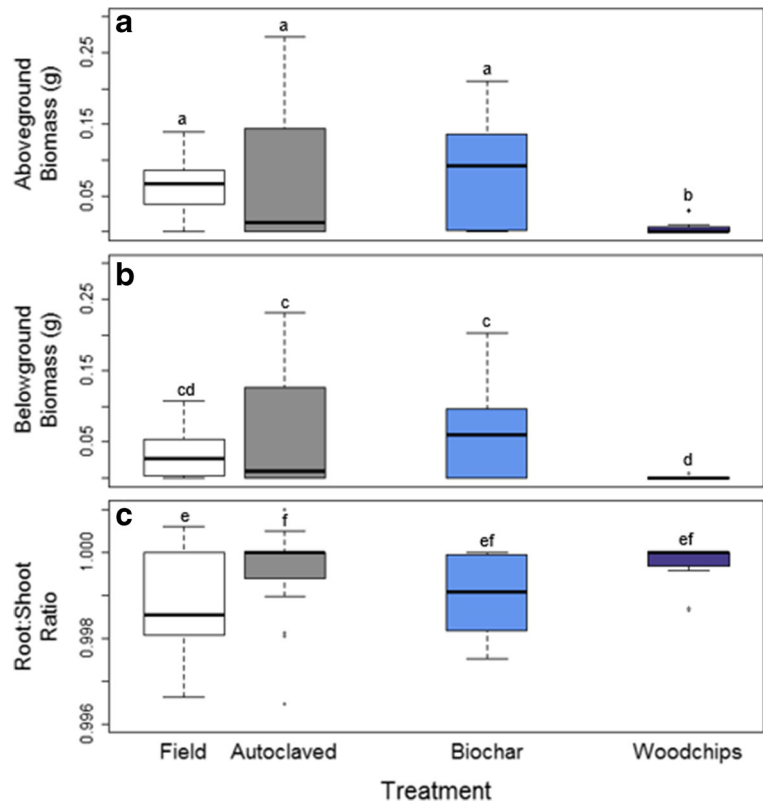 a
Aboveground
Biomass (g)
0.25
0.15
0.05
a
a
a
b
b
Belowground
Biomass (g)
0.25
0.15
0.05
cd
c
c
d
c
Root:Shoot
Ratio
1.000
0.998
0.996
e
f
ef
ef
Field Autoclaved Biochar Woodchips
Treatment